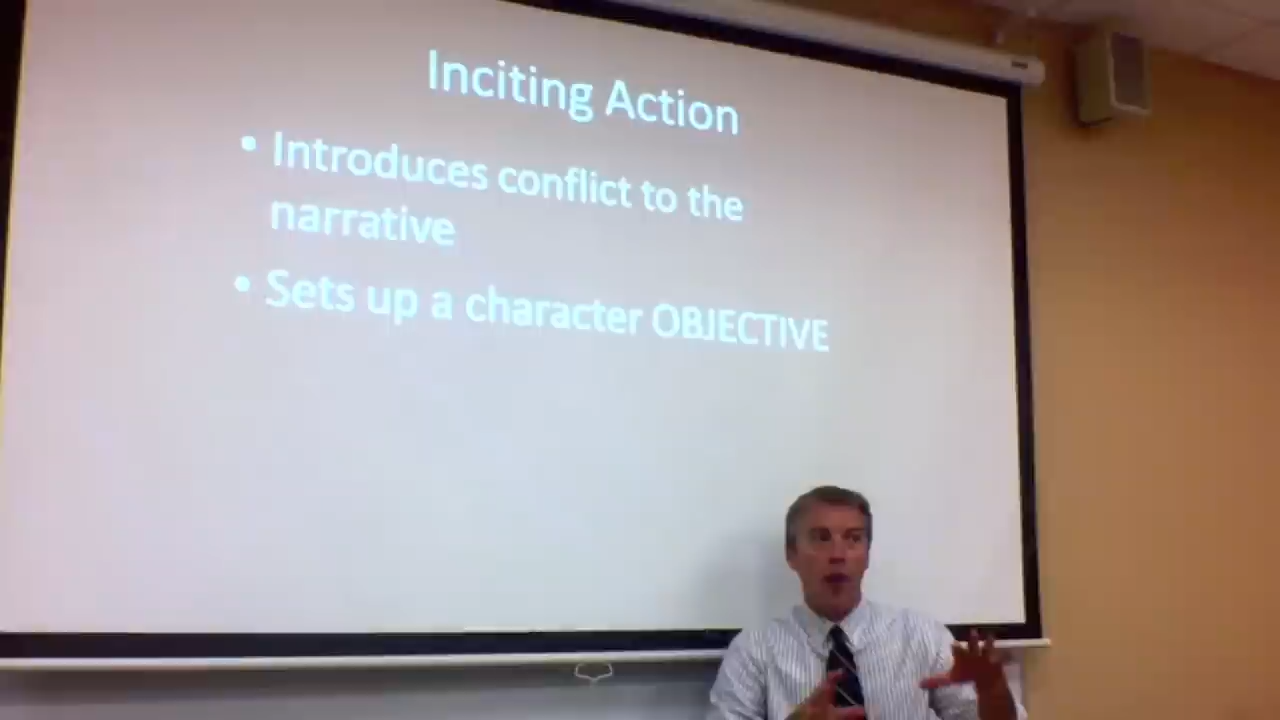 Inciting Action
• Introduces conflict to the
narrative
• Sets up a character OBJECTIVE